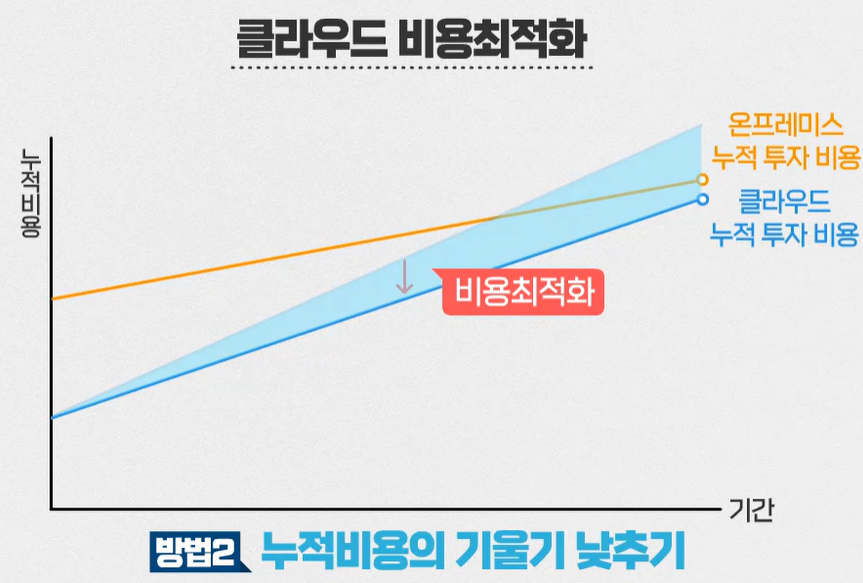 클라우드 비용최적화
누적비용
온프레미스
누적 투자 비용
클라우드
누적 투자 비용
비용최적화
기간
방법2 누적비용의 기울기 낮추기